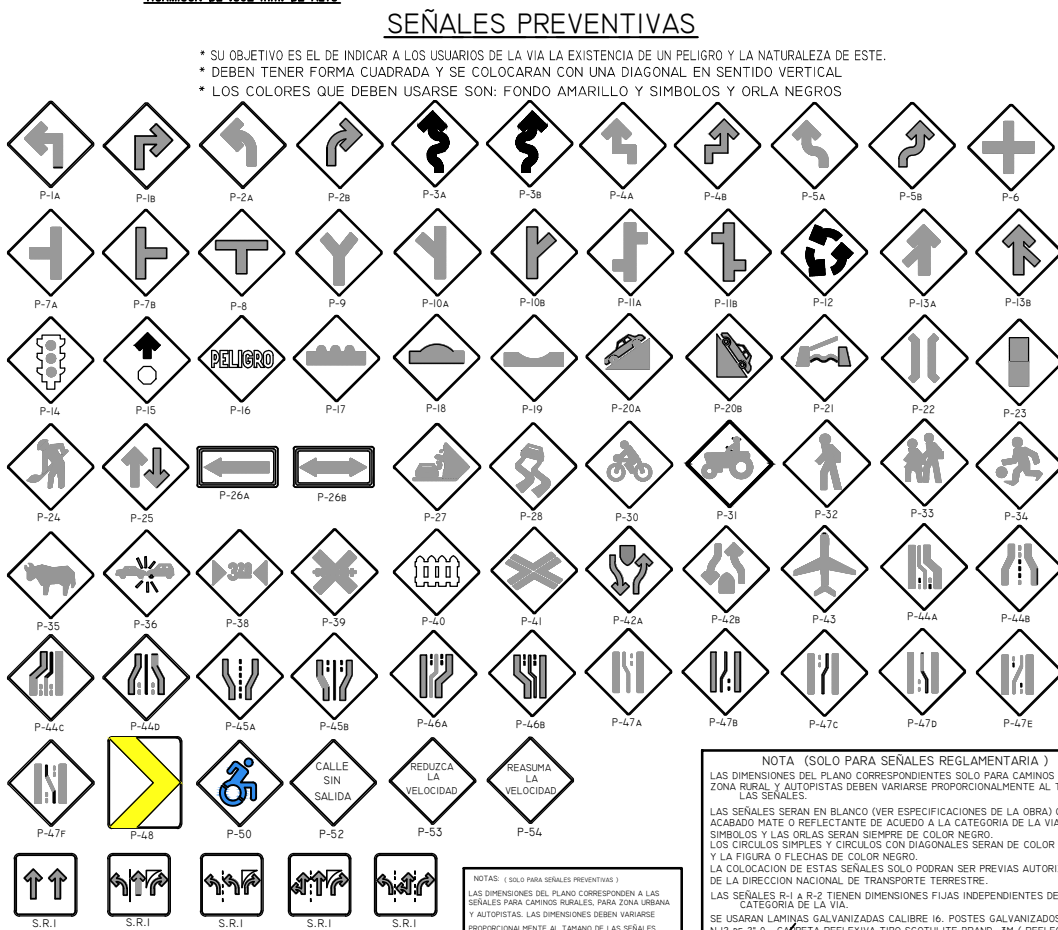 SEÑALES PREVENTIVAS
* SU OBJETIVO ES EL DE INDICAR A LOS USUARIOS DE LA VIA LA EXISTENCIA DE UN PELIGRO Y LA NATURALEZA DE ESTE.
* DEBEN TENER FORMA CUADRADA Y SE COLOCARAN CON UNA DIAGONAL EN SENTIDO VERTICAL
* LOS COLORES QUE DEBEN USARSE SON: FONDO AMARILLO Y SIMBOLOS Y ORLA NEGROS
P-1A P-1B P-2A P-2B P-3A P-3B P-4A P-4B P-5A P-5B P-6
P-7A P-7B P-8 P-9 P-10A P-10B P-11A P-11B P-12 P-13A P-13B
PELIGRO
P-14 P-15 P-16 P-17 P-18 P-19 P-20A P-20B P-21 P-22 P-23
P-24 P-25 P-26A P-26B P-27 P-28 P-30 P-31 P-32 P-33 P-34
P-35 P-36 P-38 P-39 P-40 P-41 P-42A P-42B P-43 P-44A P-44B
P-44C P-44D P-45A P-45B P-46A P-46B P-47A P-47B P-47C P-47D P-47E
CALLE
SIN
SALIDA
REDUZCA
LA
VELOCIDAD
REASUMA
LA
VELOCIDAD
P-47F P-48 P-50 P-52 P-53 P-54
S.R.I S.R.I S.R.I S.R.I S.R.I
NOTAS: ( SOLO PARA SEÑALES PREVENTIVAS )
LAS DIMENSIONES DEL PLANO CORRESPONDEN A LAS
SEÑALES PARA CAMINOS RURALES, PARA ZONA URBANA
Y AUTOPISTAS. LAS DIMENSIONES DEBEN VARIARSE
PROPORCIONALMENTE AL TAMANO DE LAS SEÑALES
NOTA (SOLO PARA SEÑALES REGLAMENTARIA )
LAS DIMENSIONES DEL PLANO CORRESPONDIENTES SOLO PARA CAMINOS
ZONA RURAL Y AUTOPISTAS DEBEN VARIARSE PROPORCIONALMENTE AL
LAS SEÑALES.
LAS SEÑALES SERAN EN BLANCO (VER ESPECIFICACIONES DE LA OBRA)
ACABADO MATE O REFLECTANTE DE ACUEDO A LA CATEGORIA DE LA VIA
SIMBOLOS Y LAS ORLAS SERAN SIEMPRE DE COLOR NEGRO.
LOS CIRCULOS SIMPLES Y CIRCULOS CON DIAGONALES SERAN DE COLOR
Y LA FIGURA O FLECHAS DE COLOR NEGRO.
LA COLOCACION DE ESTAS SEÑALES SOLO PODRAN SER PREVIAS
DE LA DIRECCION NACIONAL DE TRANSPORTE TERRESTRE.
LAS SEÑALES R-1 A R-2 TIENEN DIMENSIONES FIJAS INDEPENDIENTES
CATEGORIA DE LA VIA.
SE USARAN LAMINAS GALVANIZADAS CALIBRE 16. POSTES GALVANIZADOS